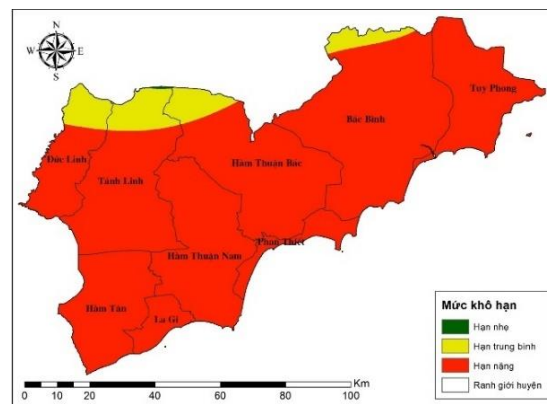 N
W E
S
Tuy Phong
Bắc Bình
Đức Linh
Tánh Linh
Hàm Thuận Bắc
Phan Thiết
Hàm Thuận Nam
Hàm Tân
La Gi
Mức khô hạn
Hạn nhẹ
Hạn trung bình
Hạn nặng
Ranh giới huyện
Km
0 5 10 15 20 40 60 80 100